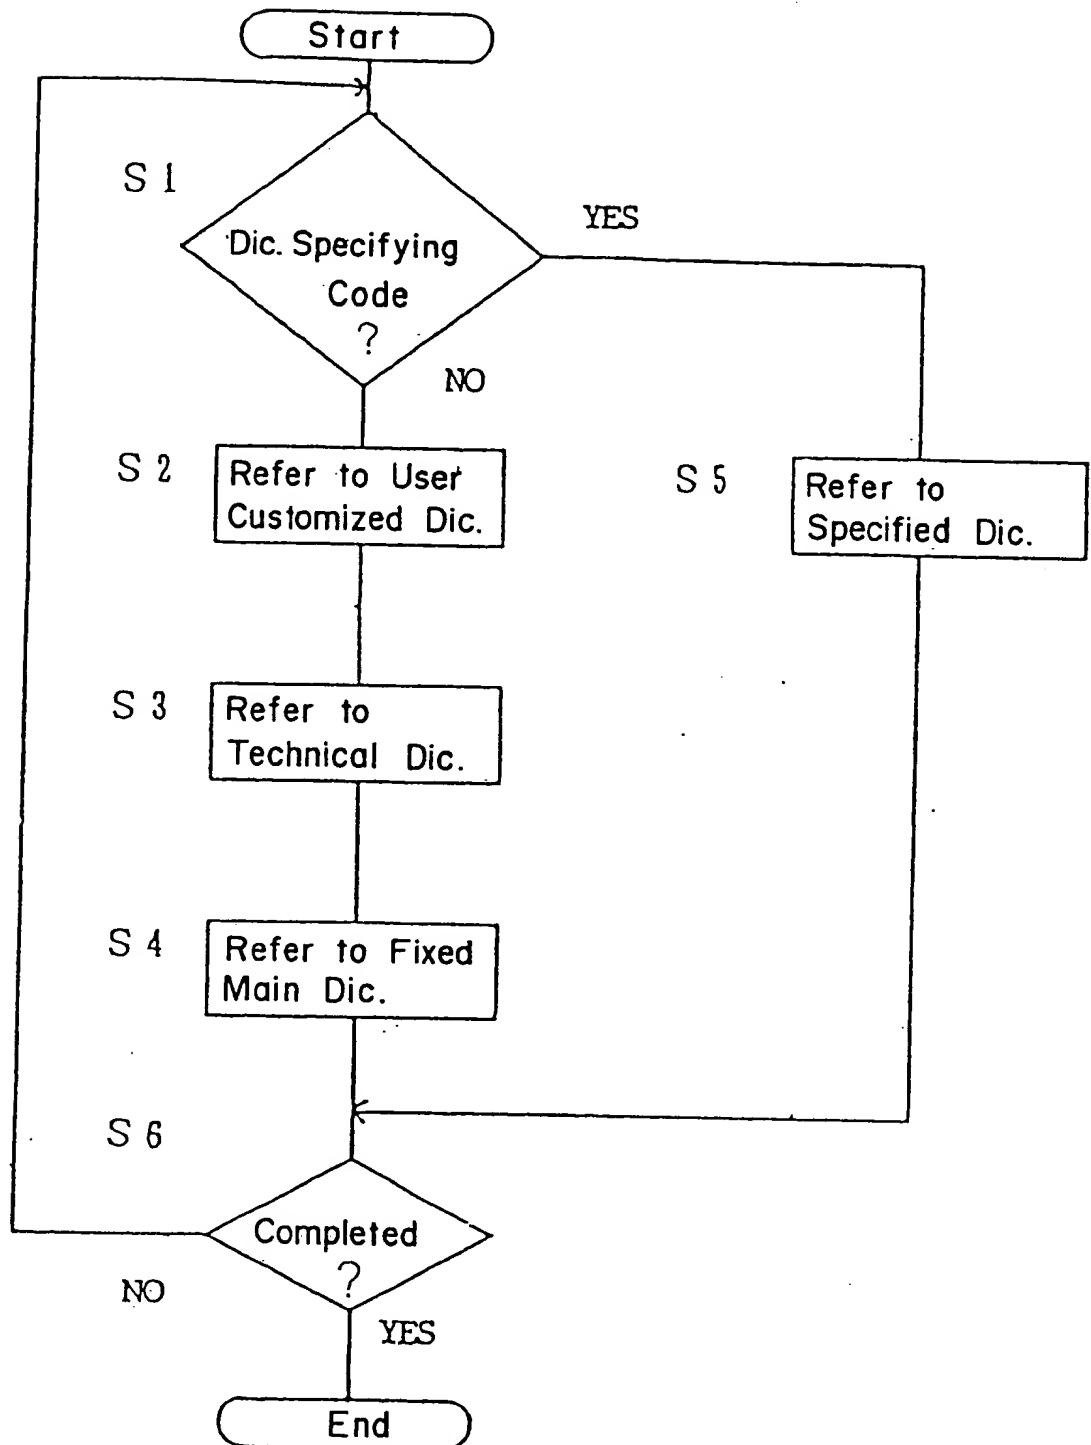 Start
S 1
YES
Dic. Specifying
Code
?
NO
S 2
Refer to User
Customized Dic.
S 5
Refer to
Specified Dic.
S 3
Refer to
Technical Dic.
S 4
Refer to Fixed
Main Dic.
S 6
Completed
?
NO
YES
End